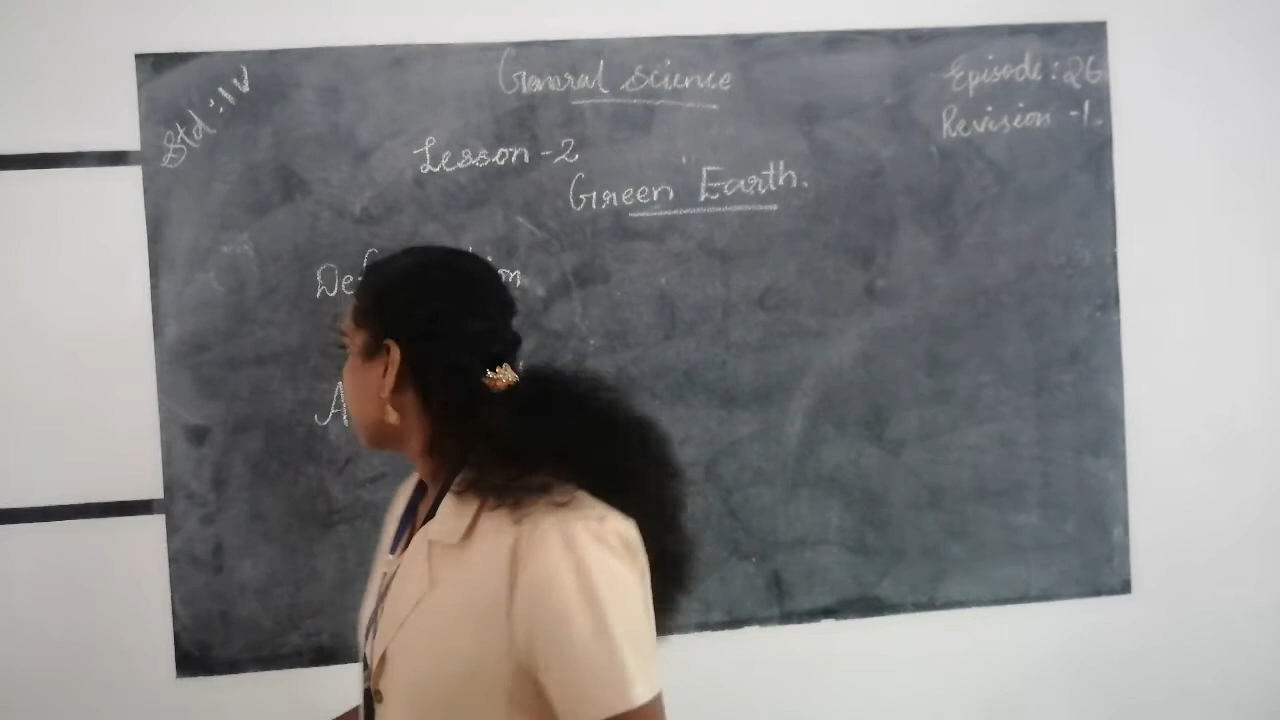 General Science
Std : IV
Episode : 26
Revision -1.
Lesson -2
Green Earth.